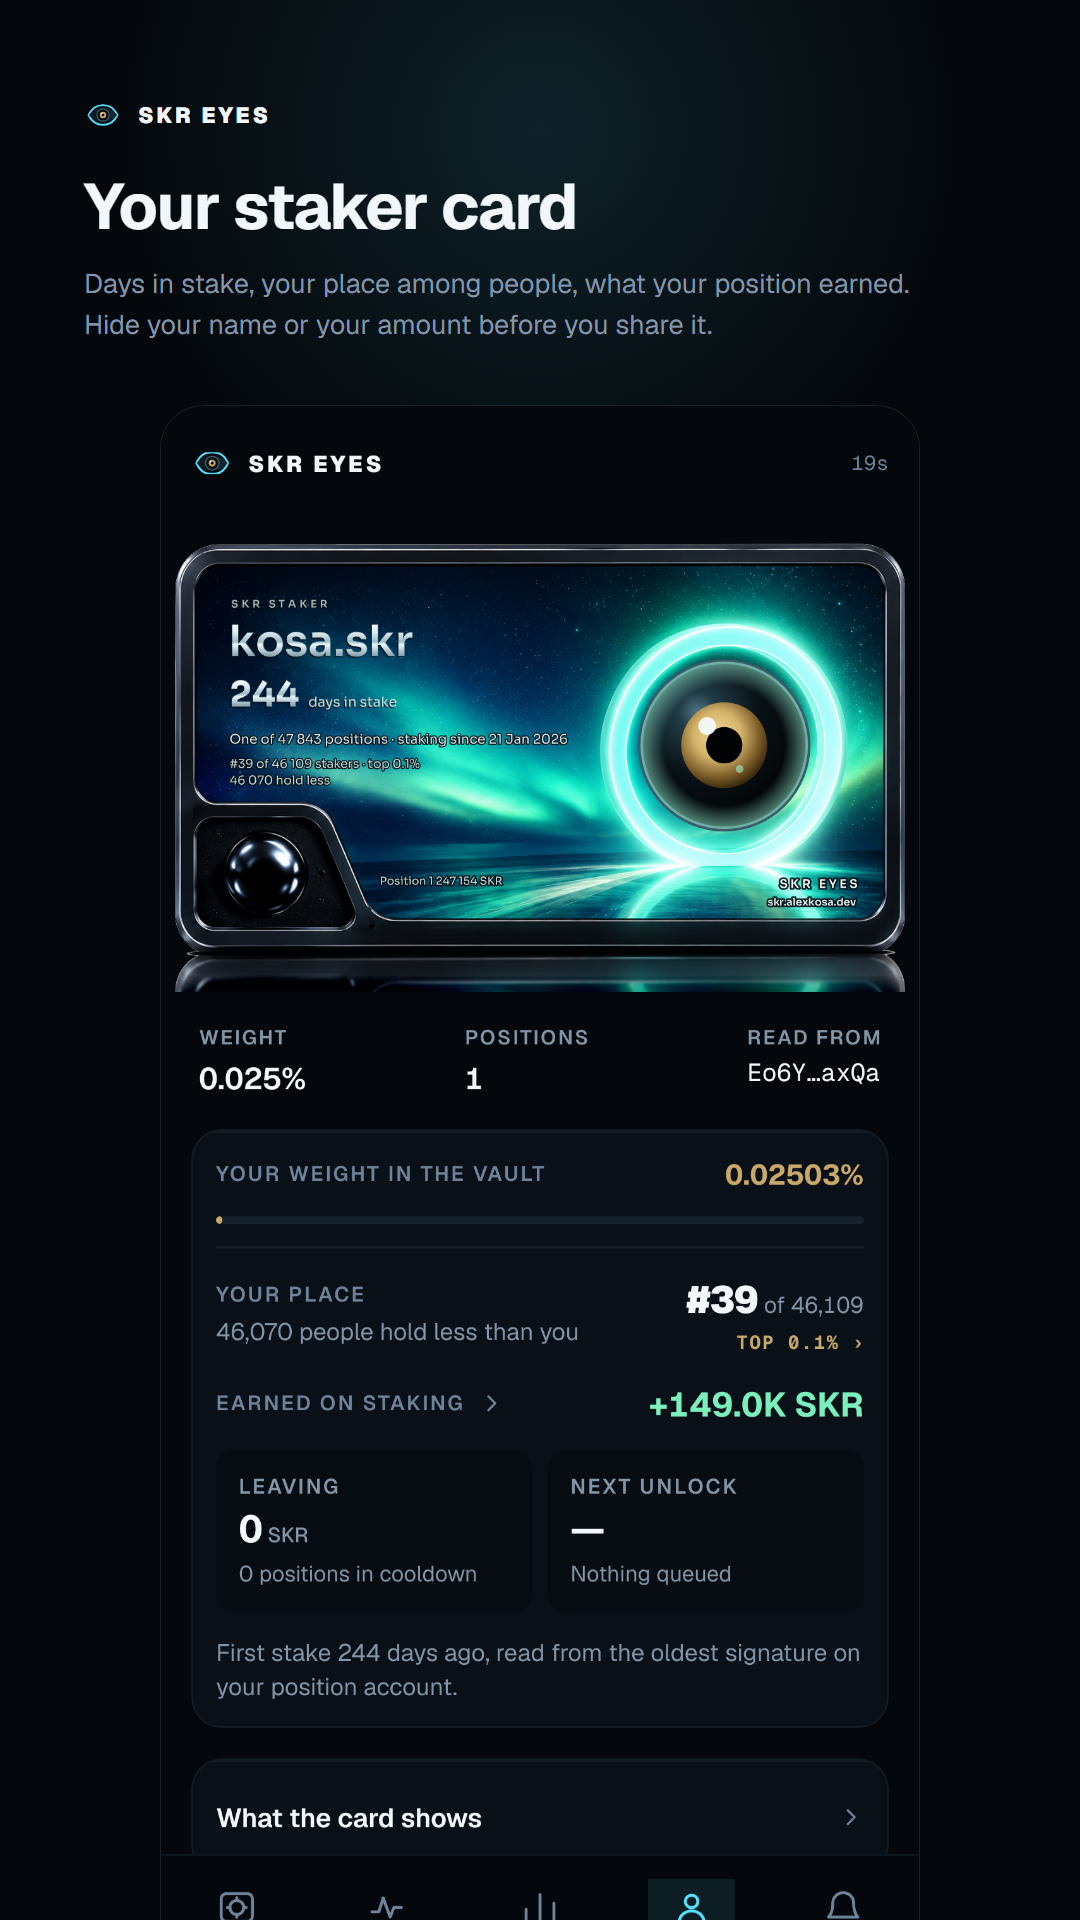 SKR EYES
Your staker card
Days in stake, your place among people, what your position earned.
Hide your name or your amount before you share it.
SKR EYES
19s
SKR STAKER
kosa.skr
244 days in stake
One of 47 843 positions · staking since 21 Jan 2026
#39 of 46 109 stakers · top 0.1%
46 070 hold less
Position 1 247 154 SKR
SKR EYES
skr.alexkosa.dev
WEIGHT
0.025%
POSITIONS
1
READ FROM
Eo6Y…axQa
YOUR WEIGHT IN THE VAULT
0.02503%
YOUR PLACE
#39 of 46,109
46,070 people hold less than you
TOP 0.1% ›
EARNED ON STAKING
+149.0K SKR
LEAVING
0 SKR
0 positions in cooldown
NEXT UNLOCK
—
Nothing queued
First stake 244 days ago, read from the oldest signature on
your position account.
What the card shows